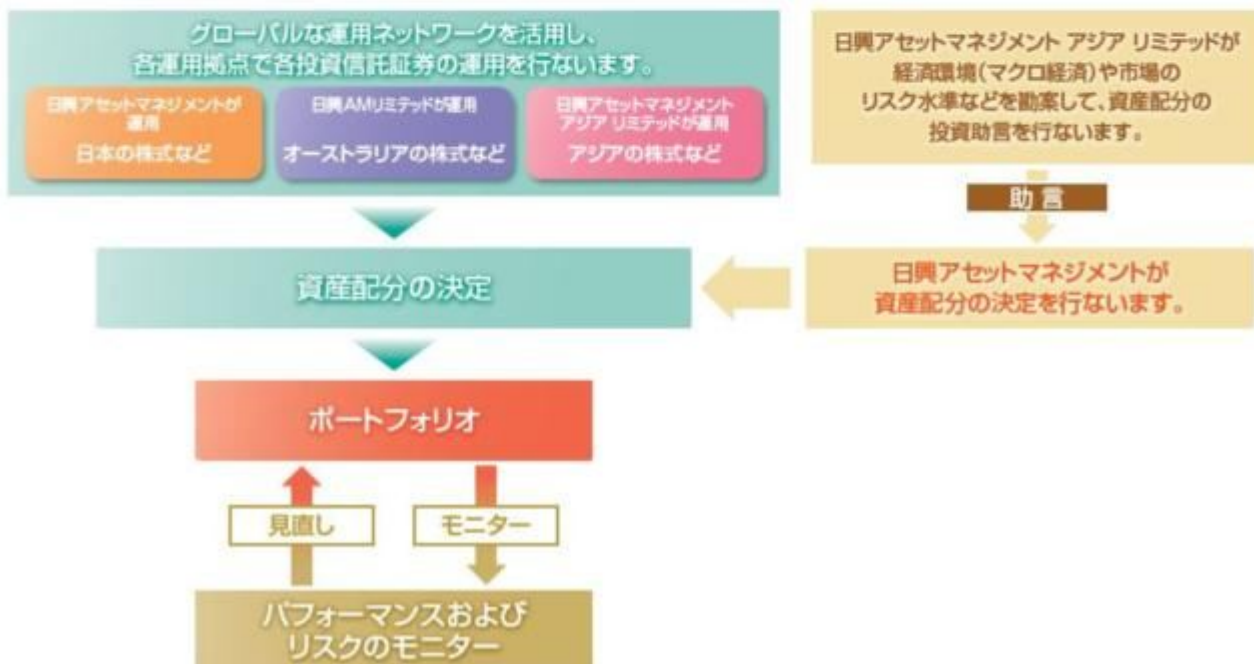 グローバルな運用ネットワークを活用し、
各運用拠点で各投資信託証券の運用を行ないます。
日興アセットマネジメントが
運用
日本の株式など
日興AMリミテッドが運用
オーストラリアの株式など
日興アセットマネジメント
アジア リミテッドが運用
アジアの株式など
日興アセットマネジメント アジア リミテッドが
経済環境(マクロ経済)や市場の
リスク水準などを勘案して、資産配分の
投資助言を行ないます。
助言
資産配分の決定
日興アセットマネジメントが
資産配分の決定を行ないます。
ポートフォリオ
見直し
モニター
パフォーマンスおよび
リスクのモニター